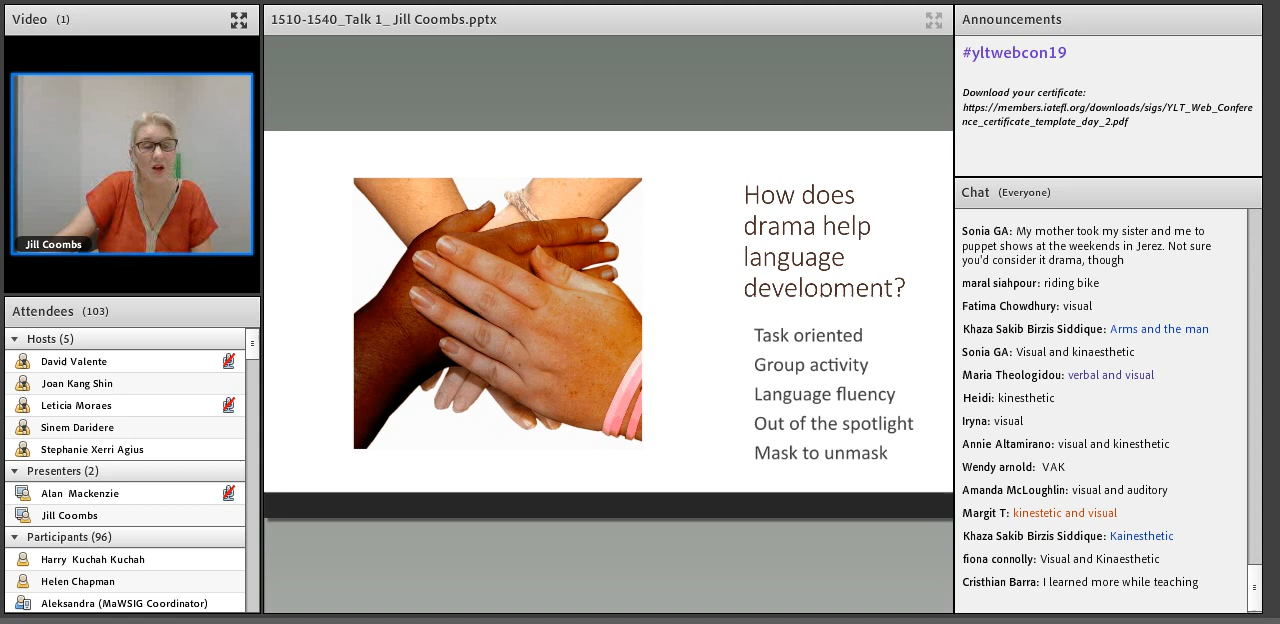 Video (1)
Jill Coombs
Attendees (103)
Hosts (5)
David Valente
Joan Kang Shin
Leticia Moraes
Sinem Daridere
Stephanie Xerri Agius
Presenters (2)
Alan Mackenzie
Jill Coombs
Participants (96)
Harry Kuchah Kuchah
Helen Chapman
Aleksandra (MaWSIG Coordinator)
1510-1540_Talk 1_ Jill Coombs.pptx
How does
drama help
language
development?
Task oriented
Group activity
Language fluency
Out of the spotlight
Mask to unmask
Announcements
#yltwebcon19
Download your certificate:
https://members.iatefl.org/downloads/sigs/YLT_Web_Confere
nce_certificate_template_day_2.pdf
Chat (Everyone)
Sonia GA: My mother took my sister and me to
puppet shows at the weekends in Jerez. Not sure
you'd consider it drama, though
maral siahpour: riding bike
Fatima Chowdhury: visual
Khaza Sakib Birzis Siddique: Arms and the man
Sonia GA: Visual and kinaesthetic
Maria Theologidou: verbal and visual
Heidi: kinesthetic
Iryna: visual
Annie Altamirano: visual and kinesthetic
Wendy arnold: VAK
Amanda McLoughlin: visual and auditory
Margit T: kinestetic and visual
Khaza Sakib Birzis Siddique: Kainesthetic
fiona connolly: Visual and Kinaesthetic
Cristhian Barra: I learned more while teaching